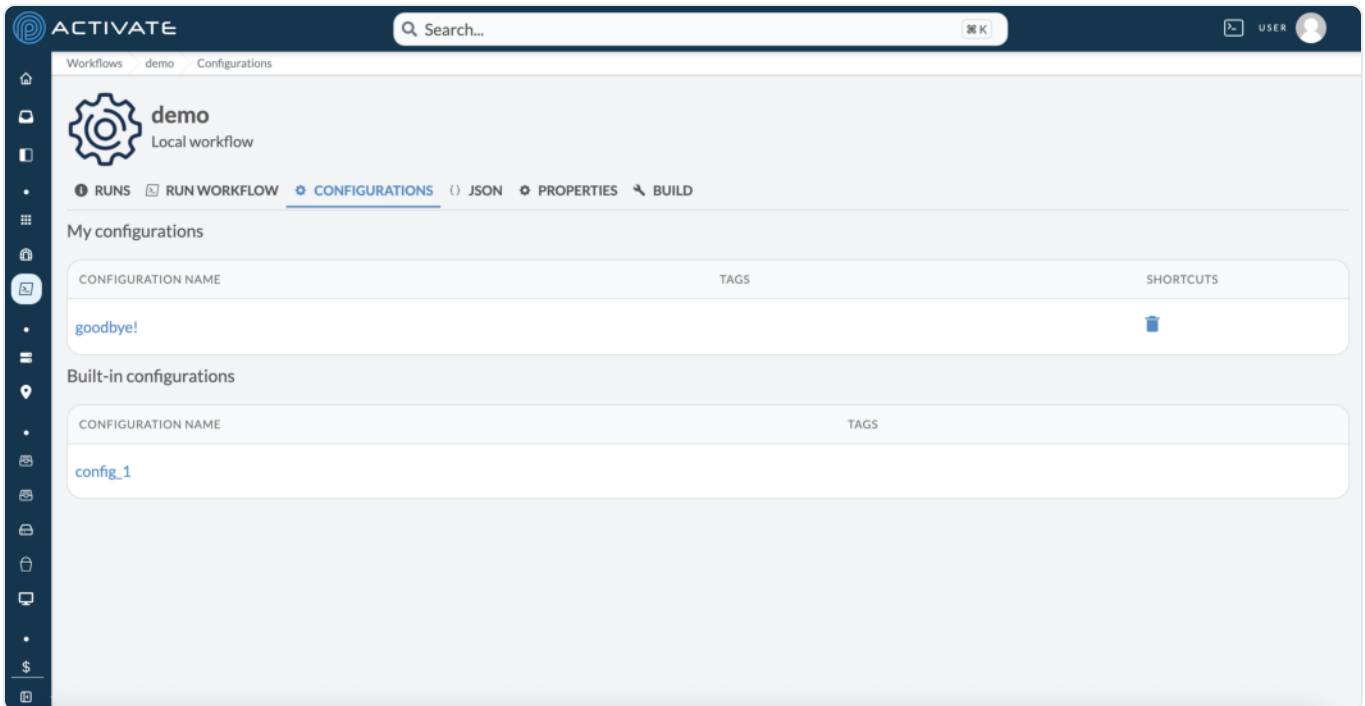 ACTIVATE
Search...
⌘ K
USER
Workflows demo Configurations
demo
Local workflow
RUNS RUN WORKFLOW CONFIGURATIONS {} JSON PROPERTIES BUILD
My configurations
CONFIGURATION NAME TAGS SHORTCUTS
goodbye!
Built-in configurations
CONFIGURATION NAME TAGS
config_1
$